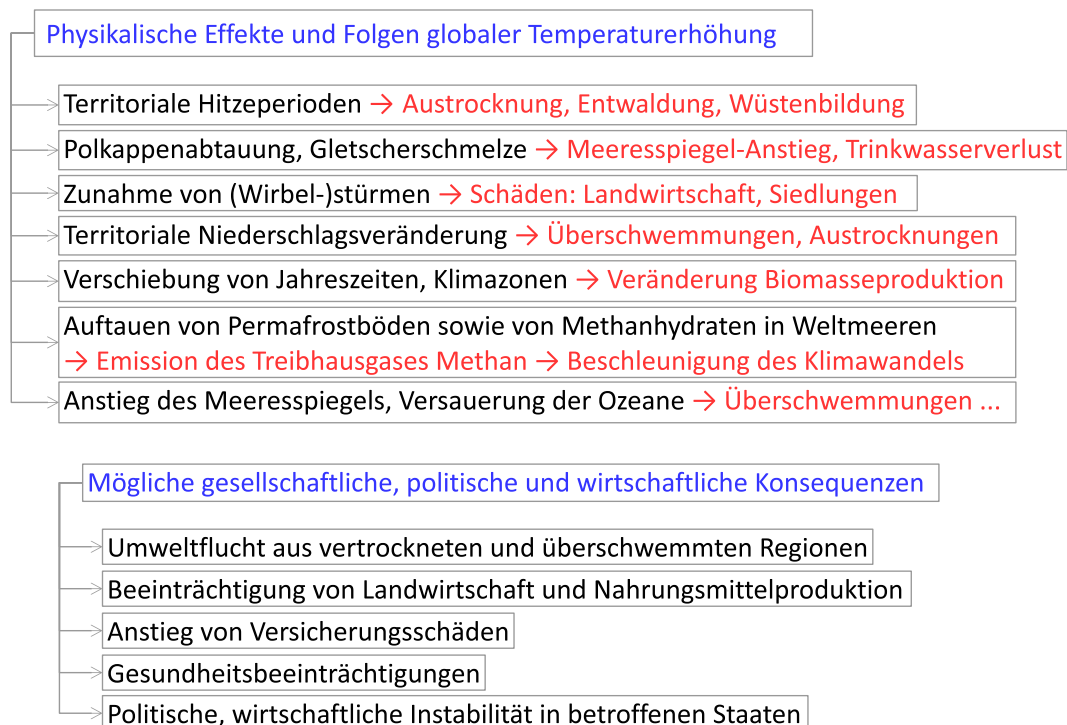 Physikalische Effekte und Folgen globaler Temperaturerhöhung
Territoriale Hitzeperioden → Austrocknung, Entwaldung, Wüstenbildung
Polkappenabtauung, Gletscherschmelze → Meeresspiegel-Anstieg, Trinkwasserverlust
Zunahme von (Wirbel-)stürmen → Schäden: Landwirtschaft, Siedlungen
Territoriale Niederschlagsveränderung → Überschwemmungen, Austrocknungen
Verschiebung von Jahreszeiten, Klimazonen → Veränderung Biomasseproduktion
Auftauen von Permafrostböden sowie von Methanhydraten in Weltmeeren
→ Emission des Treibhausgases Methan → Beschleunigung des Klimawandels
Anstieg des Meeresspiegels, Versauerung der Ozeane → Überschwemmungen ...
Mögliche gesellschaftliche, politische und wirtschaftliche Konsequenzen
Umweltflucht aus vertrockneten und überschwemmten Regionen
Beeinträchtigung von Landwirtschaft und Nahrungsmittelproduktion
Anstieg von Versicherungsschäden
Gesundheitsbeeinträchtigungen
Politische, wirtschaftliche Instabilität in betroffenen Staaten